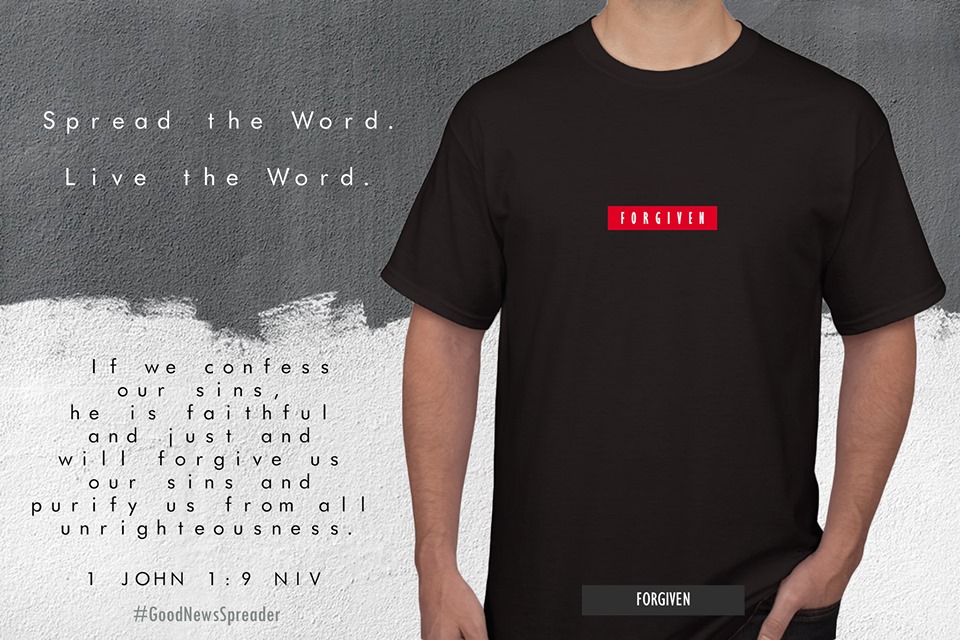 Spread the Word.
Live the Word.
If we confess
our sins,
he is faithful
and just and
will forgive us
our sins and
purify us from all
unrighteousness.
1 JOHN 1:9 NIV
#GoodNewsSpreader
FORGIVEN
FORGIVEN